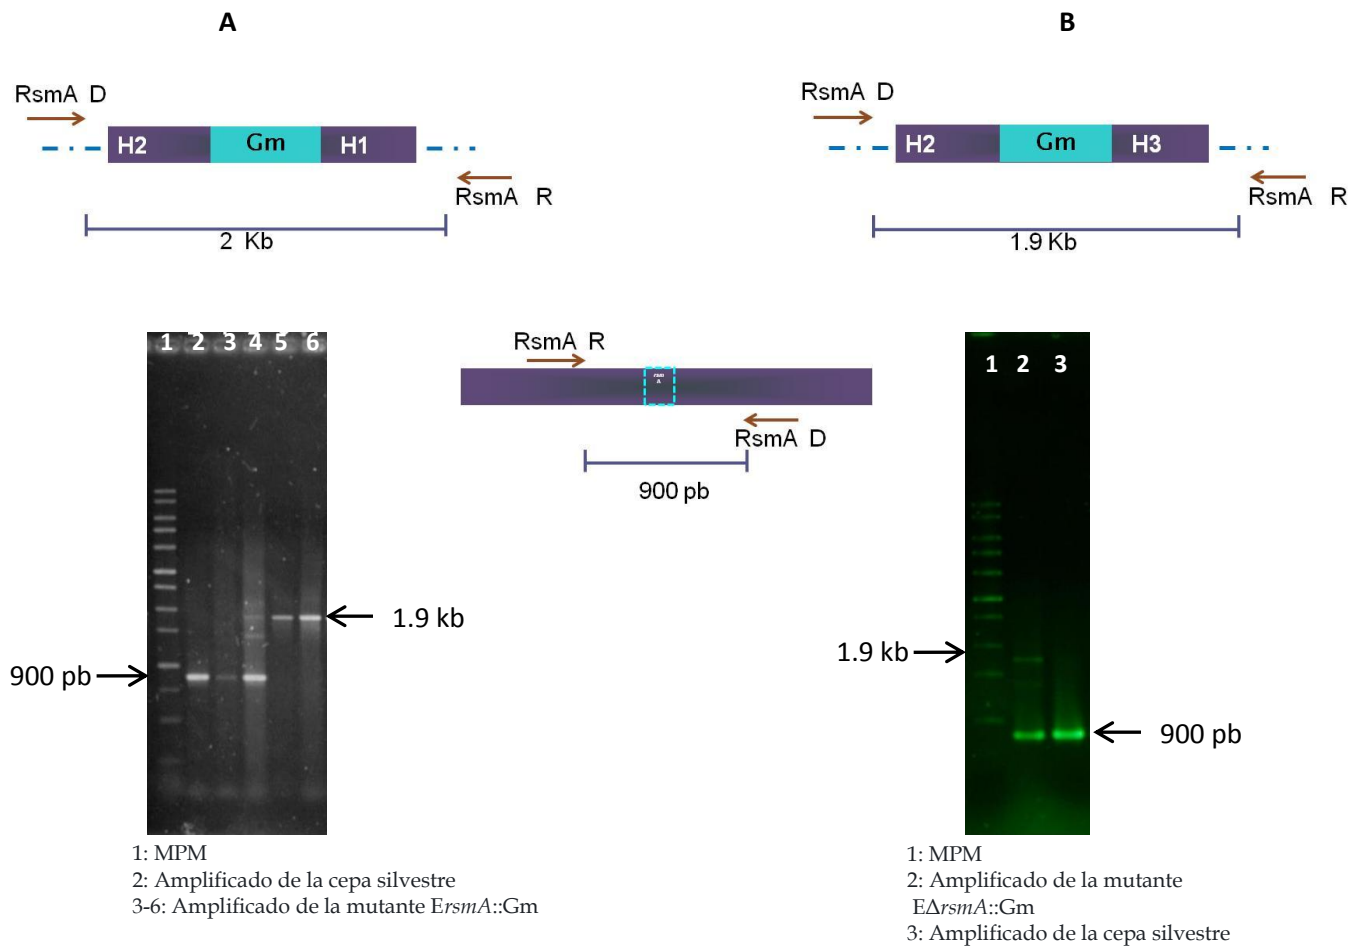 A
B
RsmA D
H2 Gm H1
RsmA R
2 Kb
RsmA D
H2 Gm H3
RsmA R
1.9 Kb
1 2 3 4 5 6
RsmA R
rsm
A
RsmA D
900 pb
1 2 3
1.9 kb
900 pb
1.9 kb
900 pb
1: MPM
2: Amplificado de la cepa silvestre
3-6: Amplificado de la mutante ErsmA::Gm
1: MPM
2: Amplificado de la mutante
EΔrsmA::Gm
3: Amplificado de la cepa silvestre